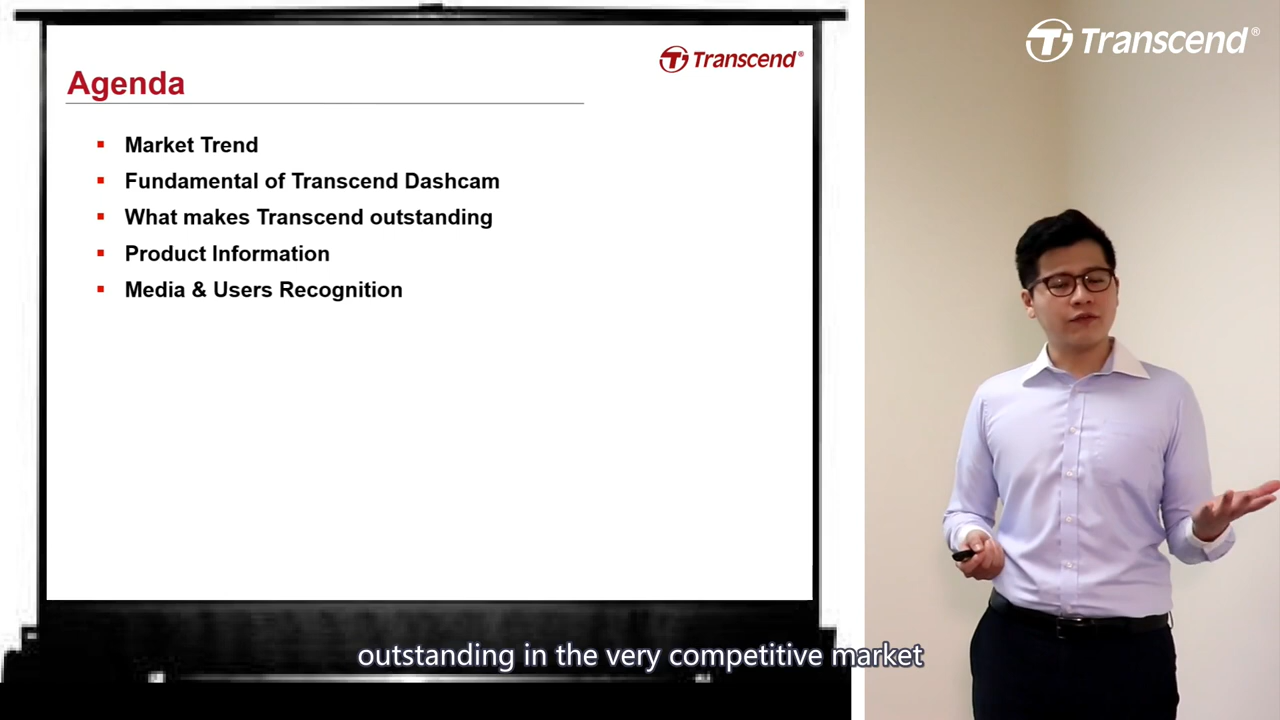 Transcend®
Agenda
Market Trend
Fundamental of Transcend Dashcam
What makes Transcend outstanding
Product Information
Media & Users Recognition
Transcend®
outstanding in the very competitive market